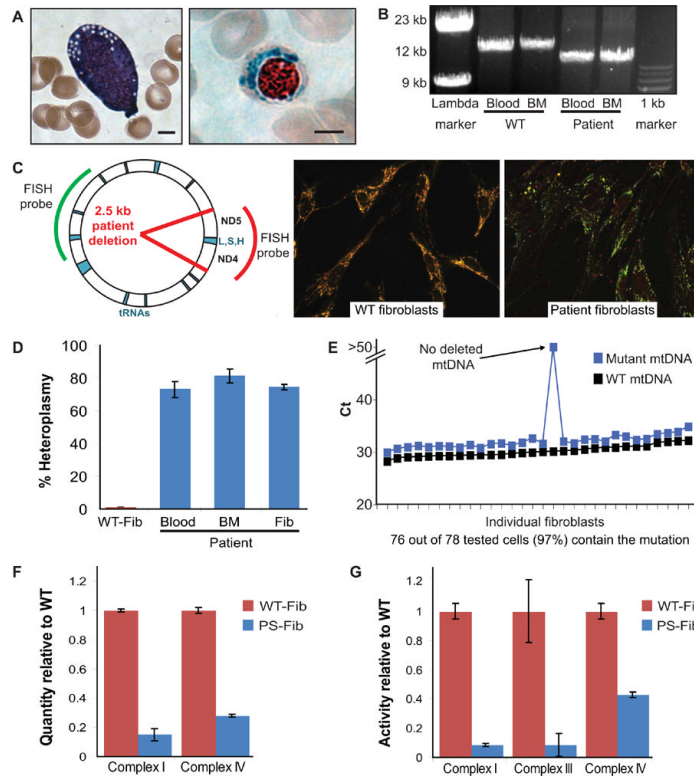 A
B
23 kb
12 kb
9 kb
Lambda
marker
Blood BM
WT
Blood BM
Patient
1 kb
marker
C
FISH
probe
2.5 kb
patient
deletion
ND5
L,S,H
ND4
tRNAs
FISH
probe
WT fibroblasts
Patient fibroblasts
D
% Heteroplasmy
100
80
60
40
20
0
WT-Fib
Blood
BM
Fib
Patient
E
Ct
>50
40
30
20
No deleted
mtDNA
Mutant mtDNA
WT mtDNA
Individual fibroblasts
76 out of 78 tested cells (97%) contain the mutation
F
Quantity relative to WT
1.2
1
0.8
0.6
0.4
0.2
0
WT-Fib
PS-Fib
Complex I
Complex IV
G
Activity relative to WT
1.2
1
0.8
0.6
0.4
0.2
0
WT-Fi
PS-Fib
Complex I
Complex III
Complex IV